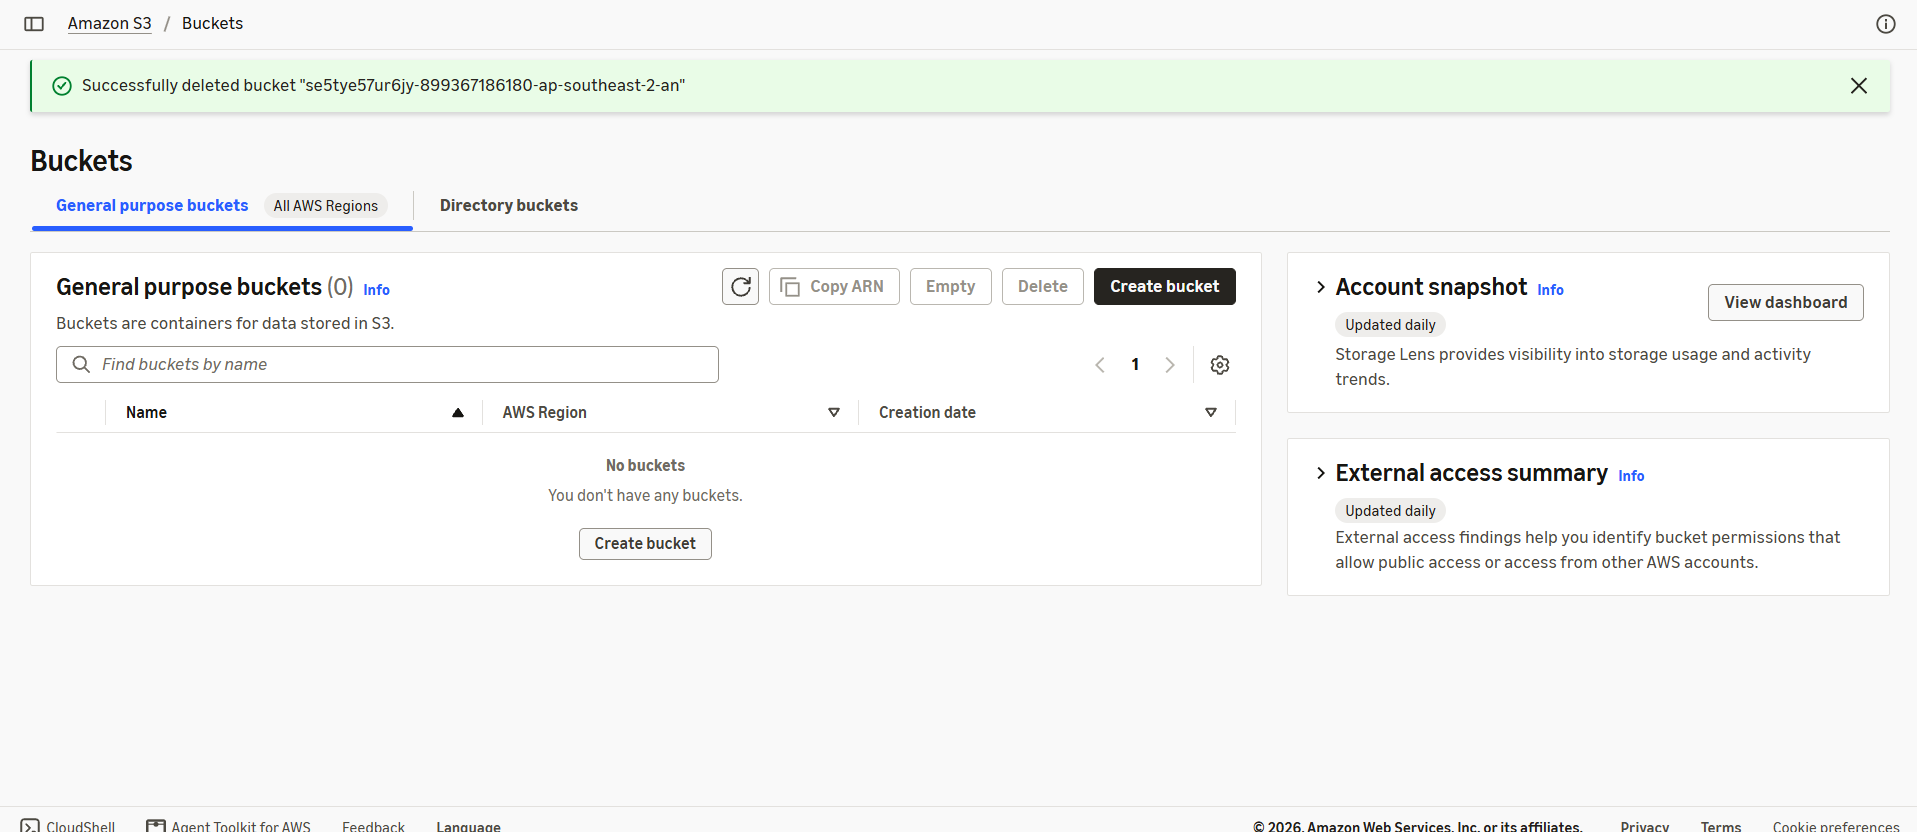 Amazon S3 / Buckets
Successfully deleted bucket "se5tye57ur6jy-899367186180-ap-southeast-2-an"
Buckets
General purpose buckets All AWS Regions Directory buckets
General purpose buckets (0) Info
Copy ARN Empty Delete Create bucket
Buckets are containers for data stored in S3.
Find buckets by name
1
Name AWS Region Creation date
No buckets
You don't have any buckets.
Create bucket
Account snapshot Info
View dashboard
Updated daily
Storage Lens provides visibility into storage usage and activity
trends.
External access summary Info
Updated daily
External access findings help you identify bucket permissions that
allow public access or access from other AWS accounts.
CloudShell Agent Toolkit for AWS Feedback Language © 2026, Amazon Web Services, Inc. or its affiliates. Privacy Terms Cookie preferences